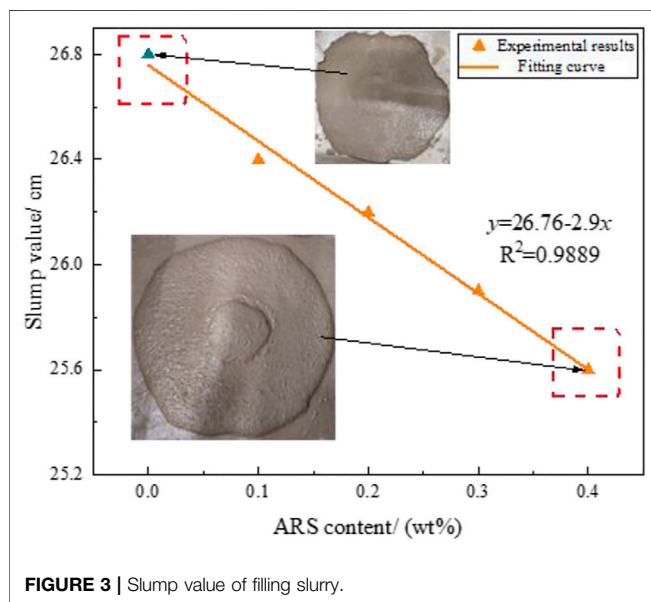 26.8
26.4
26.0
25.6
25.2
Slump value/ cm
Experimental results
Fitting curve
y=26.76-2.9x
R²=0.9889
0.0 0.1 0.2 0.3 0.4
ARS content/ (wt%)
FIGURE 3 | Slump value of filling slurry.